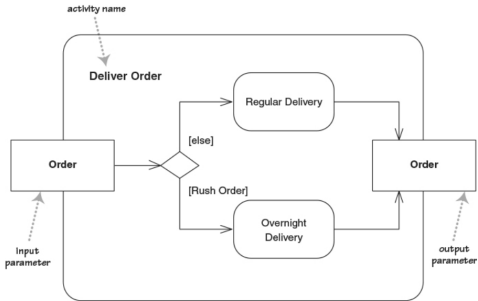 activity name
Deliver Order
Regular Delivery
[else]
Order
Order
[Rush Order]
Overnight
Delivery
input
parameter
output
parameter